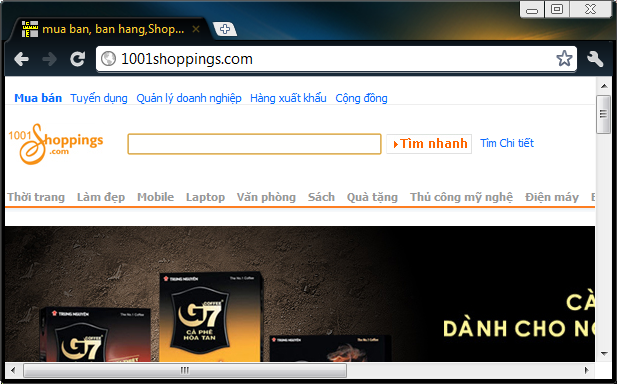 mua ban, ban hang,Shop...
1001shoppings.com
Mua bán Tuyển dụng Quản lý doanh nghiệp Hàng xuất khẩu Cộng đồng
1001 Shoppings .com
Tìm nhanh Tìm Chi tiết
Thời trang Làm đẹp Mobile Laptop Văn phòng Sách Quà tặng Thủ công mỹ nghệ Điện máy
TRUNG NGUYÊN The No.1 Coffee
COFFEE
G7
CÀ PHÊ
HÒA TAN
TRUNG NGUYÊN The No.1 Coffee
COFFEE
G7
TRUNG NGUYÊN
CÀ
DÀNH CHO NG